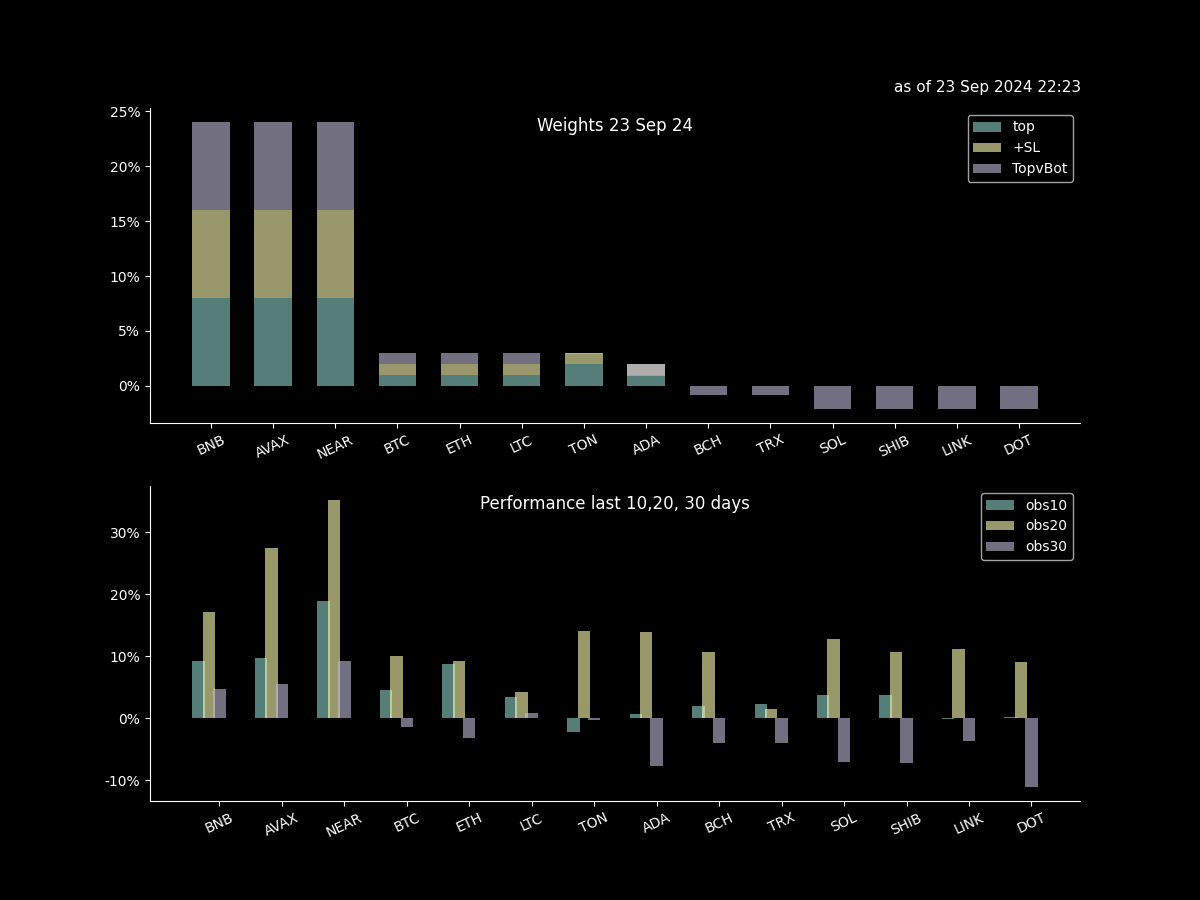 as of 23 Sep 2024 22:23
Weights 23 Sep 24
top
+SL
TopvBot
25%
20%
15%
10%
5%
0%
BNB AVAX NEAR BTC ETH LTC TON ADA BCH TRX SOL SHIB LINK DOT
Performance last 10,20, 30 days
obs10
obs20
obs30
30%
20%
10%
0%
-10%
BNB AVAX NEAR BTC ETH LTC TON ADA BCH TRX SOL SHIB LINK DOT